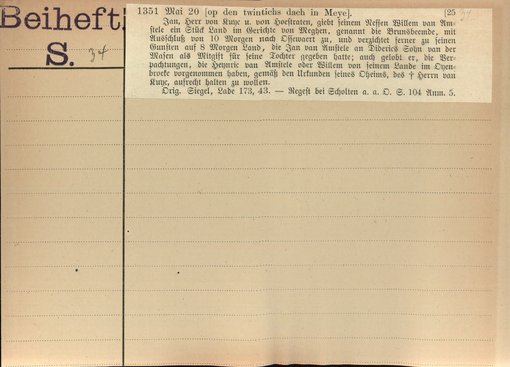 Beiheft
S. 34
1351 Mai 20 [op den twintichs dach in Meye]. [25
Jan, Herr von Kuyc u. von Hoestraten, giebt seinem Neffen Willem van Am-
stele ein Stück Land im Gerichte von Meghen, genannt die Brunsbeende, mit
Ausschluß von 10 Morgen nach Ossewaert zu, und verzichtet ferner zu seinen
Gunsten auf 8 Morgen Land, die Jan van Amstele an Diderics Sohn van der
Masen als Mitgift für seine Tochter gegeben hatte; auch gelobt er, die Ver-
pachtungen, die Heynric van Amstele oder Willem von seinem Lande im Oyen-
brocke vorgenommen haben, gemäß den Urkunden seines Oheims, des † Herrn van
Kuyc, aufrecht halten zu wollen.
Orig. Siegel, Lade 173, 43. — Regest bei Scholten a. a. O. S. 104 Anm. 5.